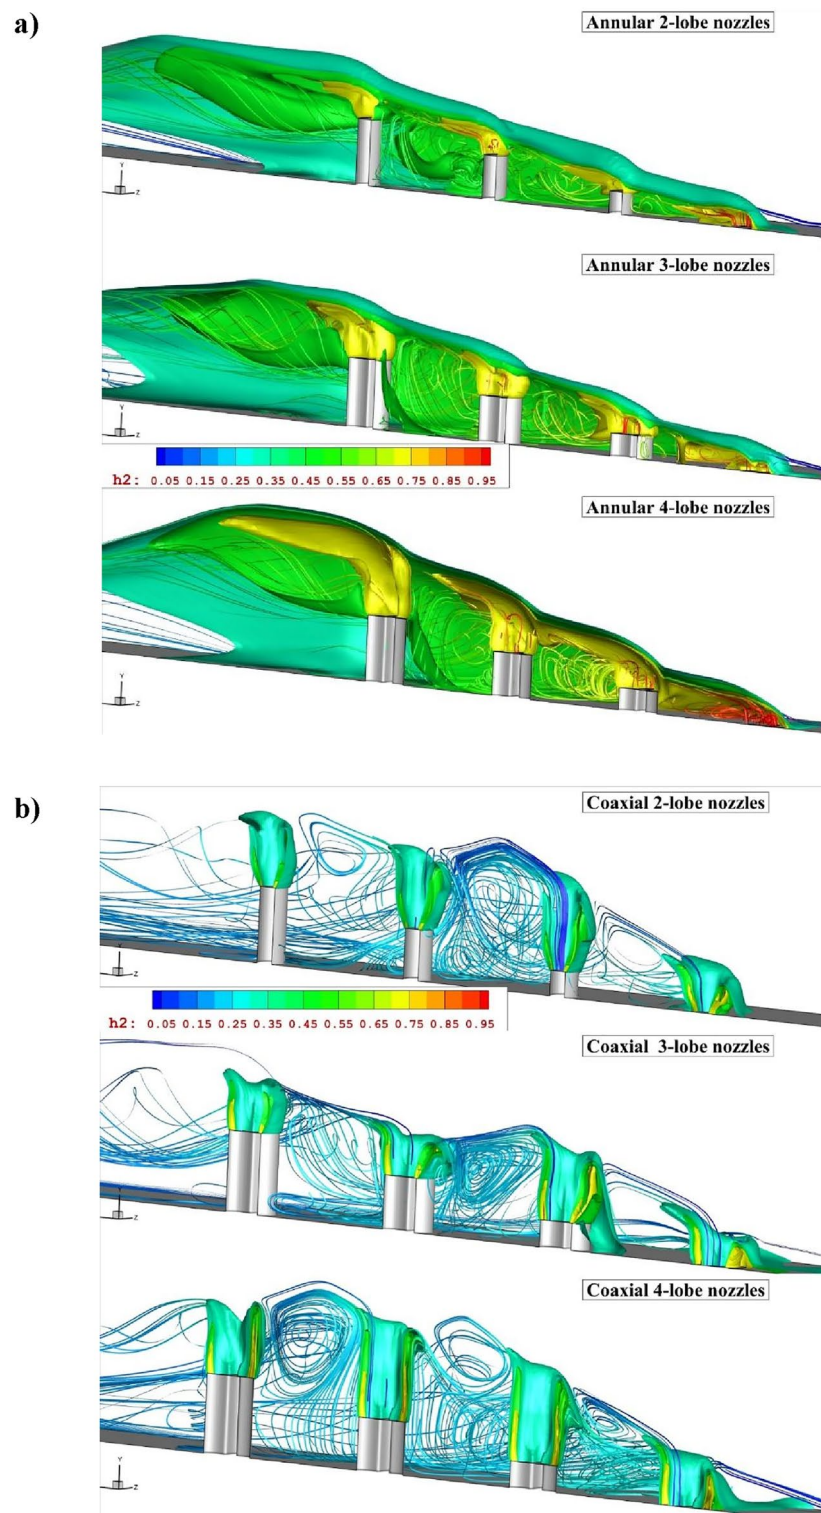 a)
Annular 2-lobe nozzles
Y
Z
Annular 3-lobe nozzles
Y
Z
h2: 0.05 0.15 0.25 0.35 0.45 0.55 0.65 0.75 0.85 0.95
Annular 4-lobe nozzles
Y
Z
b)
Coaxial 2-lobe nozzles
Y
Z
h2: 0.05 0.15 0.25 0.35 0.45 0.55 0.65 0.75 0.85 0.95
Coaxial 3-lobe nozzles
Y
Z
Coaxial 4-lobe nozzles
Y
Z